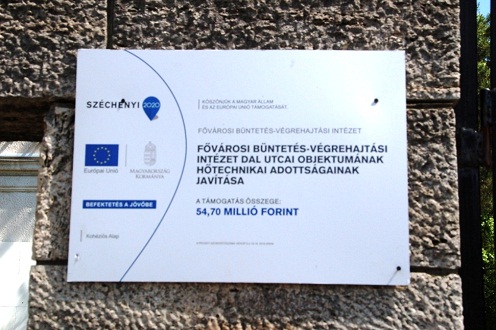 SZÉCHENYI 2020
KÖSZÖNJÜK A MAGYAR ÁLLAM
ÉS AZ EURÓPAI UNIÓ TÁMOGATÁSÁT.
FŐVÁROSI BÜNTETÉS-VÉGREHAJTÁSI INTÉZET
FŐVÁROSI BÜNTETÉS-VÉGREHAJTÁSI
INTÉZET DAL UTCAI OBJEKTUMÁNAK
HŐTECHNIKAI ADOTTSÁGAINAK
JAVÍTÁSA
A TÁMOGATÁS ÖSSZEGE:
54,70 MILLIÓ FORINT
Európai Unió
MAGYARORSZÁG
KORMÁNYA
BEFEKTETÉS A JÖVŐBE
Kohéziós Alap